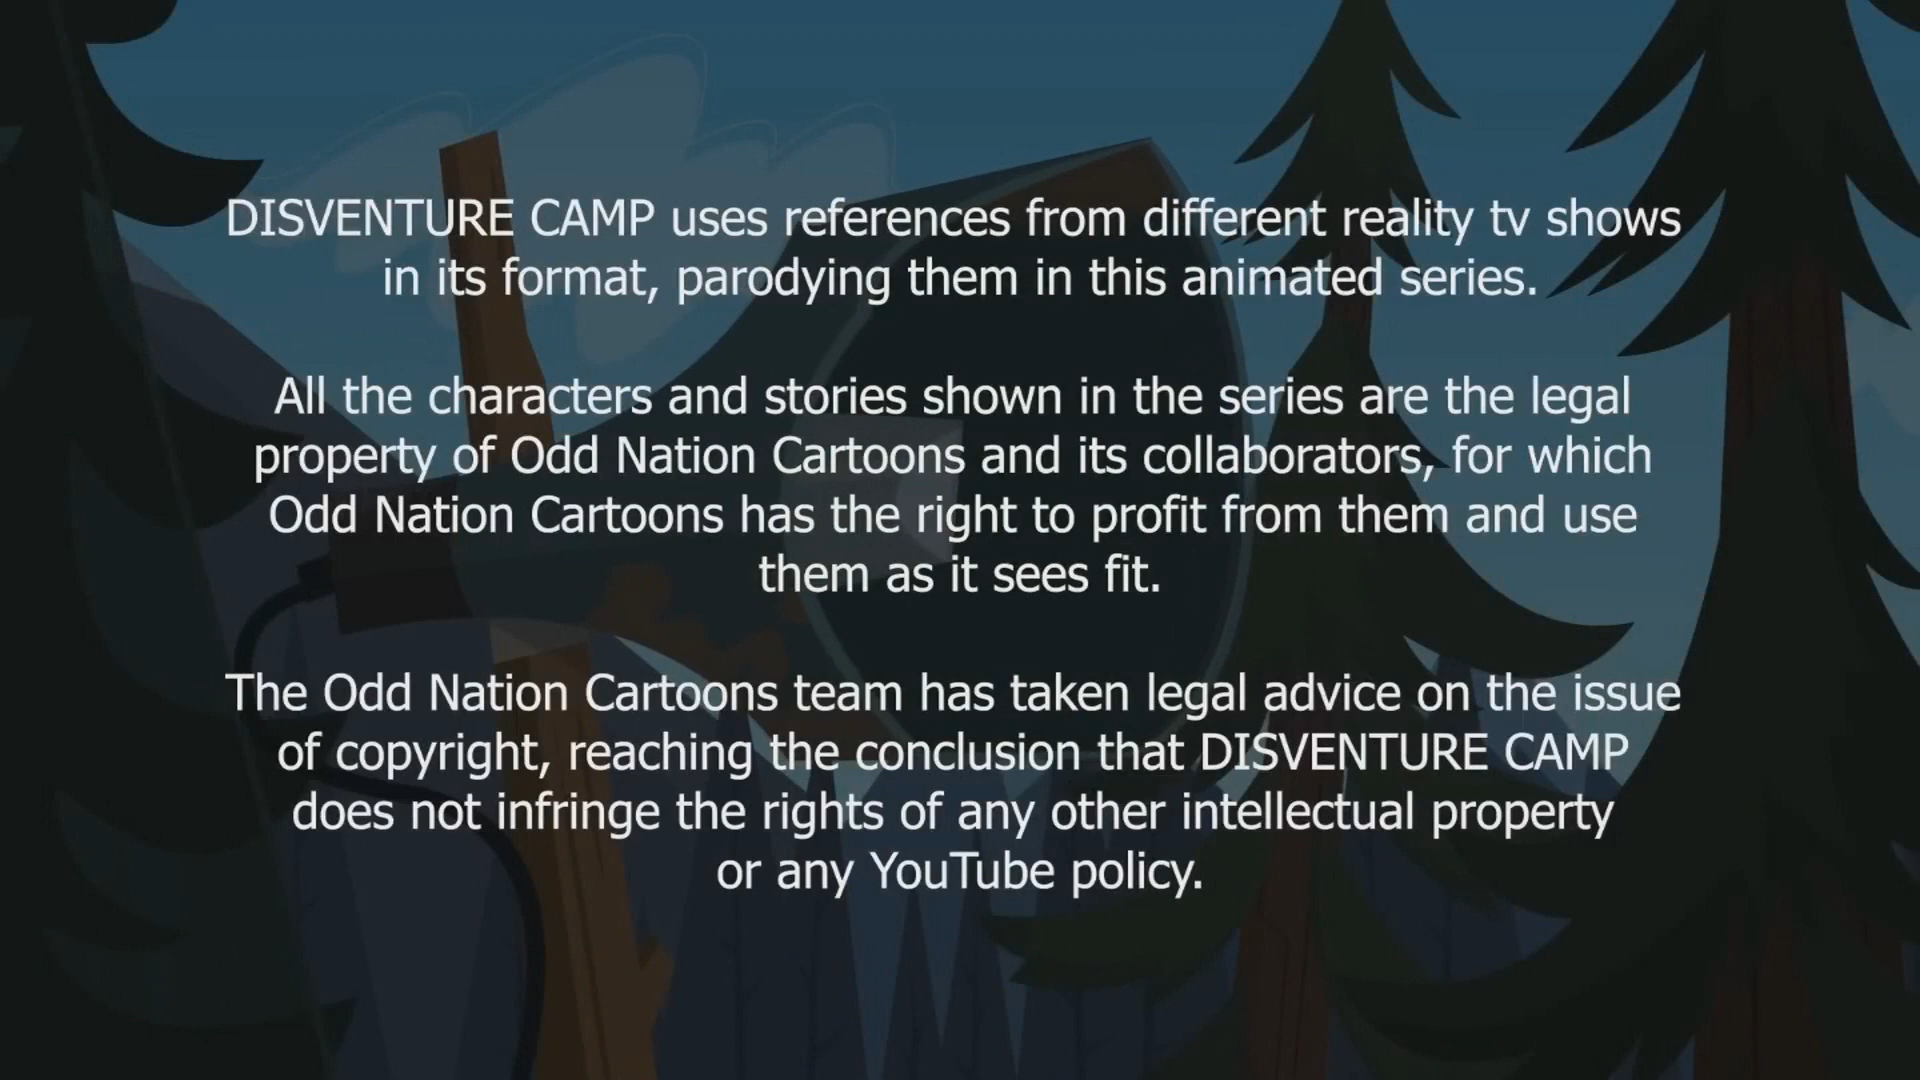 DISVENTURE CAMP uses references from different reality tv shows
in its format, parodying them in this animated series.
All the characters and stories shown in the series are the legal
property of Odd Nation Cartoons and its collaborators, for which
Odd Nation Cartoons has the right to profit from them and use
them as it sees fit.
The Odd Nation Cartoons team has taken legal advice on the issue
of copyright, reaching the conclusion that DISVENTURE CAMP
does not infringe the rights of any other intellectual property
or any YouTube policy.